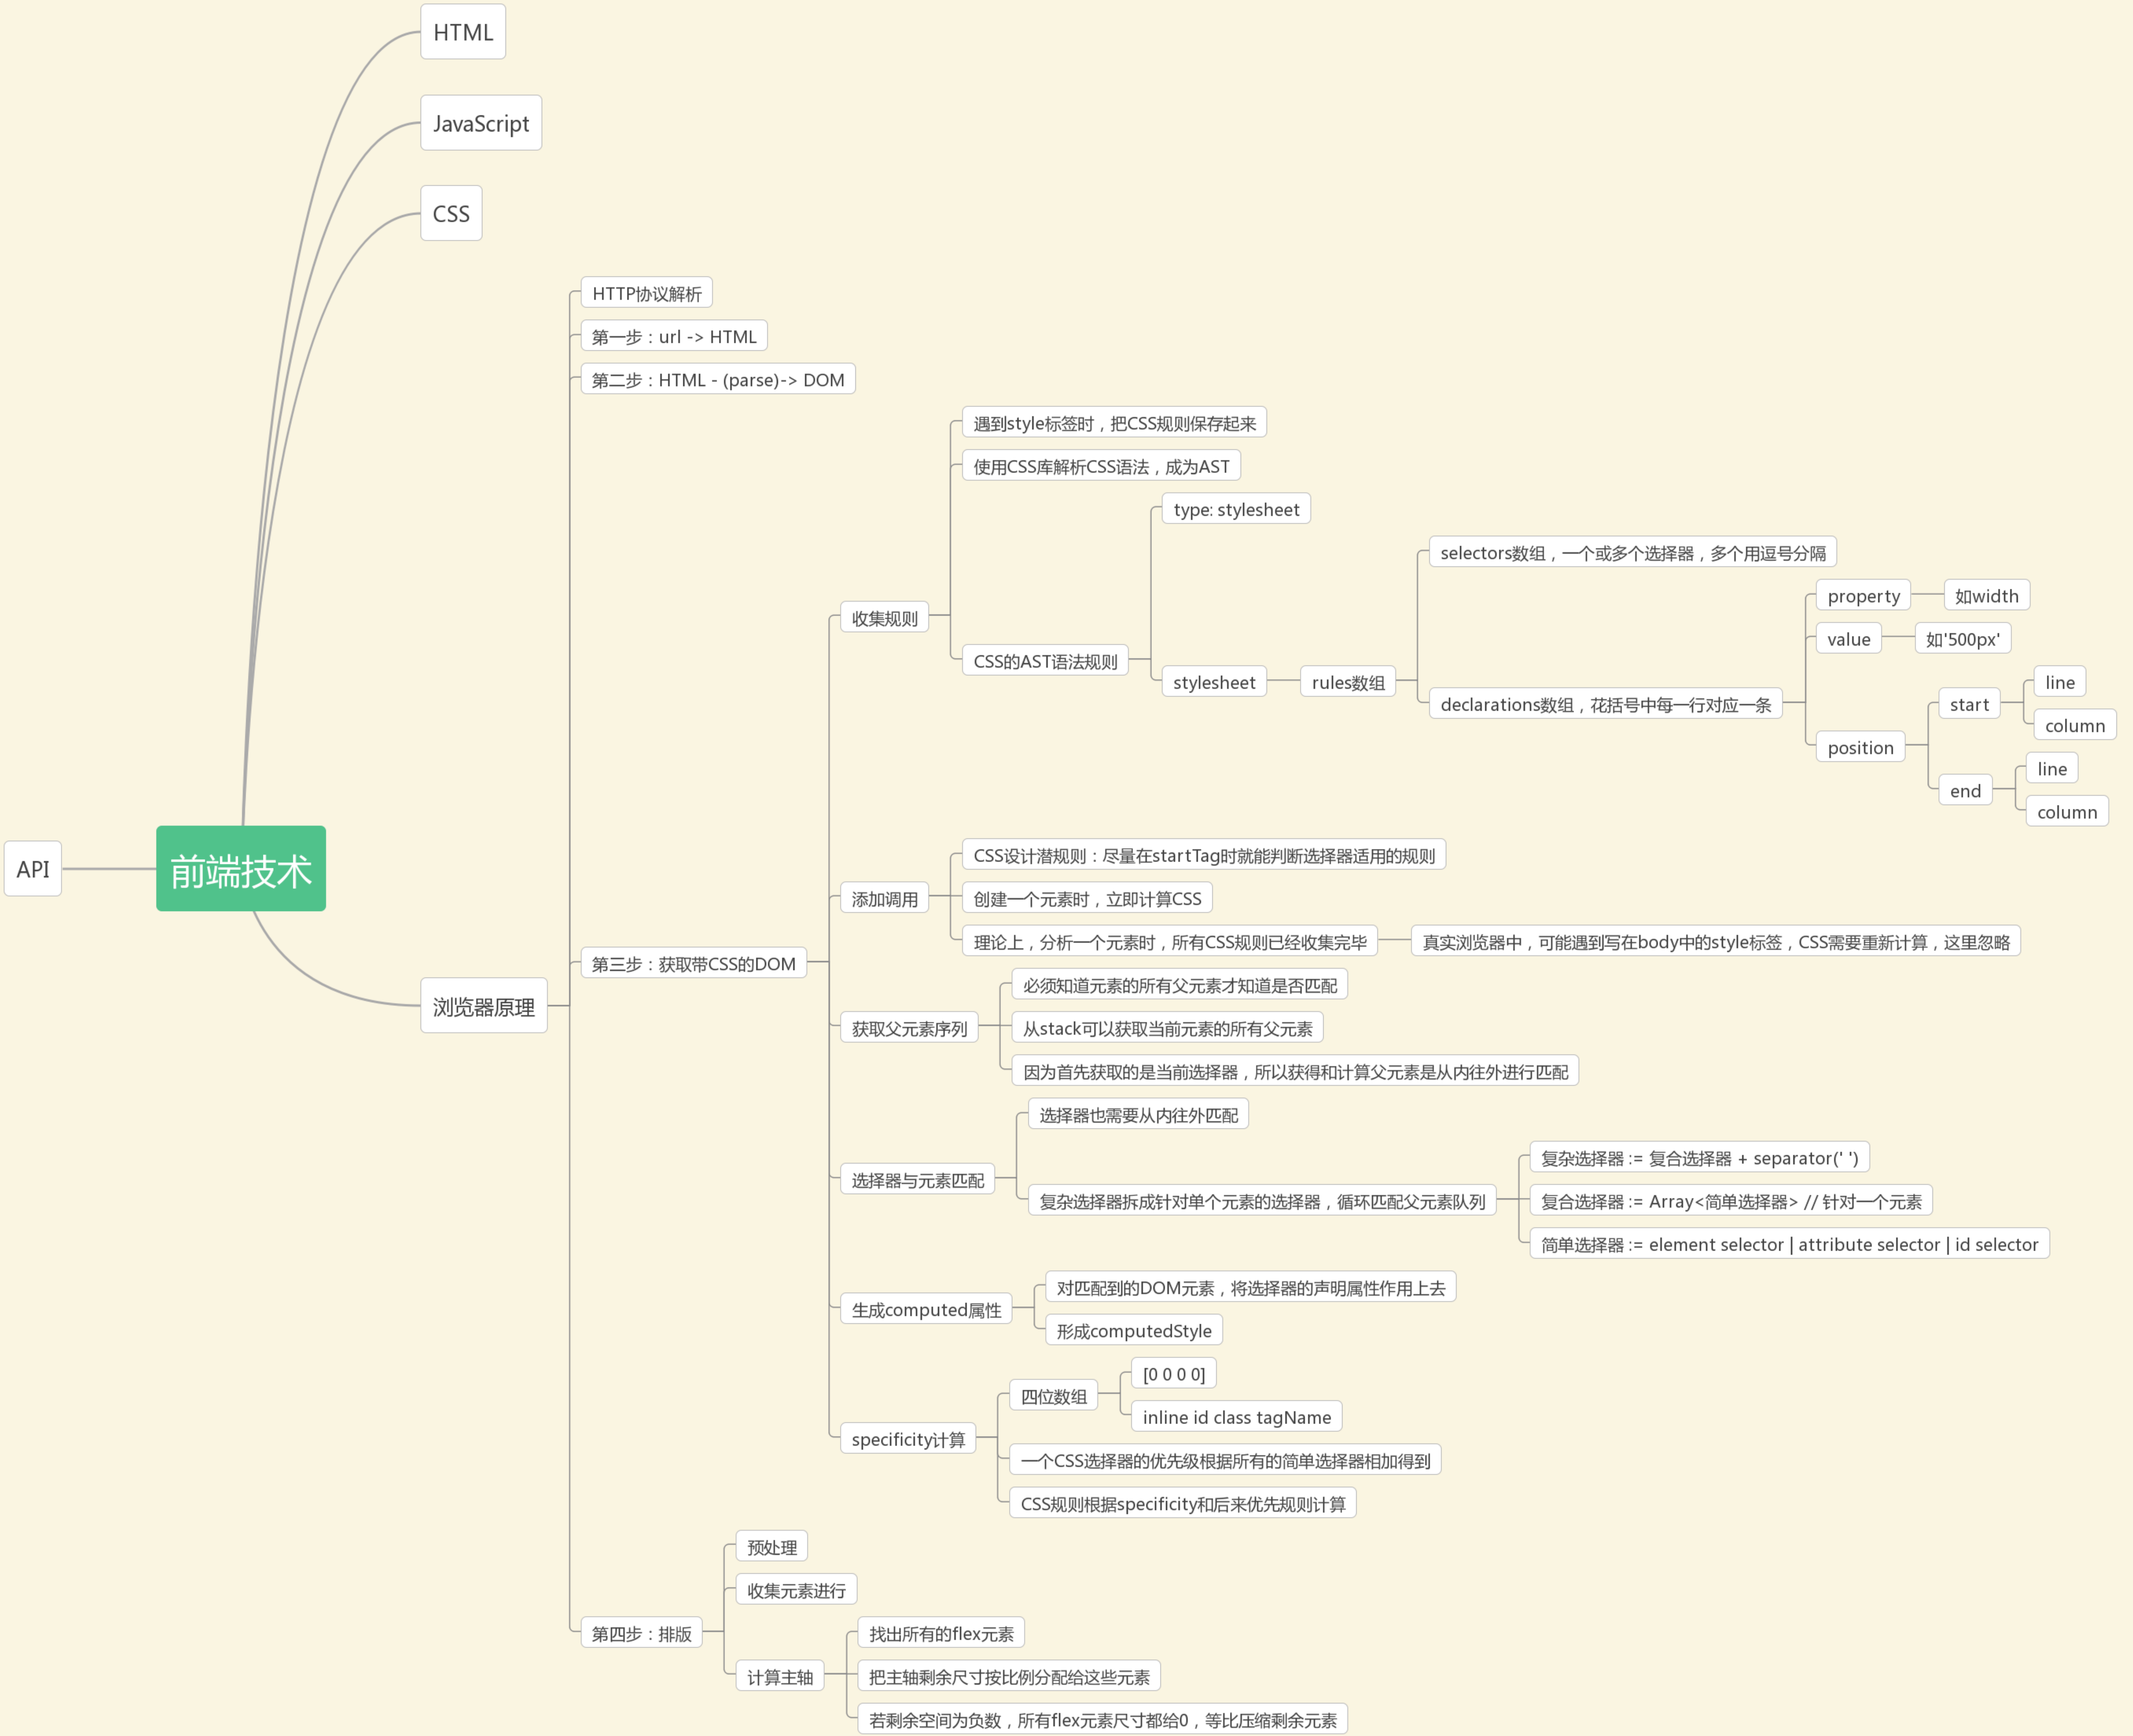 HTML
JavaScript
CSS
API
前端技术
浏览器原理
HTTP协议解析
第一步：url -> HTML
第二步：HTML - (parse)-> DOM
第三步：获取带CSS的DOM
收集规则
遇到style标签时，把CSS规则保存起来
使用CSS库解析CSS语法，成为AST
CSS的AST语法规则
type: stylesheet
stylesheet
rules数组
selectors数组，一个或多个选择器，多个用逗号分隔
declarations数组，花括号中每一行对应一条
property
如width
value
如'500px'
position
start
line
column
end
line
column
添加调用
CSS设计潜规则：尽量在startTag时就能判断选择器适用的规则
创建一个元素时，立即计算CSS
理论上，分析一个元素时，所有CSS规则已经收集完毕
真实浏览器中，可能遇到写在body中的style标签，CSS需要重新计算，这里忽略
获取父元素序列
必须知道元素的所有父元素才知道是否匹配
从stack可以获取当前元素的所有父元素
因为首先获取的是当前选择器，所以获得和计算父元素是从内往外进行匹配
选择器与元素匹配
选择器也需要从内往外匹配
复杂选择器拆成针对单个元素的选择器，循环匹配父元素队列
复杂选择器 := 复合选择器 + separator(' ')
复合选择器 := Array<简单选择器> // 针对一个元素
简单选择器 := element selector | attribute selector | id selector
生成computed属性
对匹配到的DOM元素，将选择器的声明属性作用上去
形成computedStyle
specificity计算
四位数组
[0 0 0 0]
inline id class tagName
一个CSS选择器的优先级根据所有的简单选择器相加得到
CSS规则根据specificity和后来优先规则计算
第四步：排版
预处理
收集元素进行
计算主轴
找出所有的flex元素
把主轴剩余尺寸按比例分配给这些元素
若剩余空间为负数，所有flex元素尺寸都给0，等比压缩剩余元素